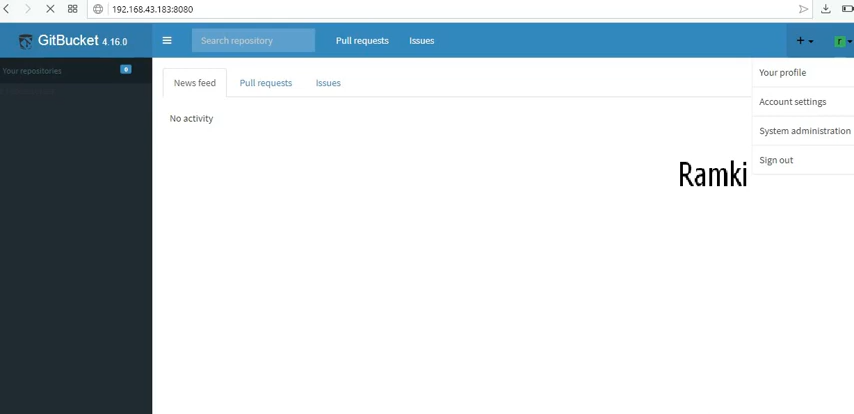 192.168.43.183:8080
GitBucket 4.16.0
Search repository
Pull requests
Issues
Your repositories
0
News feed
Pull requests
Issues
No activity
Your profile
Account settings
System administration
Sign out
Ramki